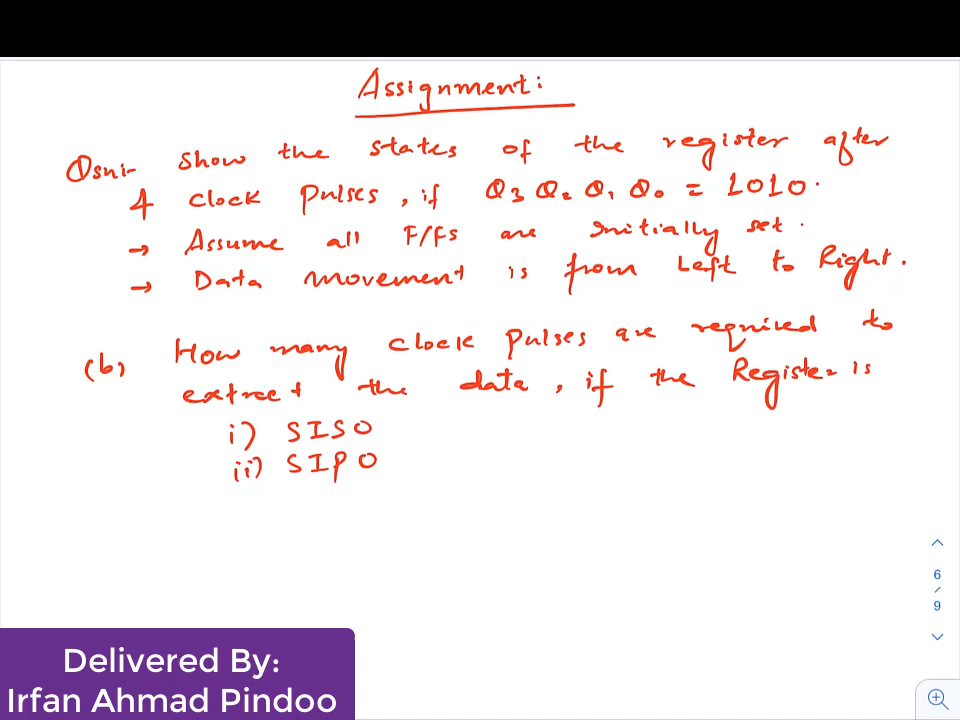 Assignment:
Qsn:- Show the states of the register after
4 clock pulses, if Q3 Q2 Q1 Q0 = 1010.
→ Assume all F/Fs are initially set.
→ Data movement is from Left to Right.
(b) How many clock pulses are required to
extract the data, if the Register is
i) SISO
ii) SIPO
6
/
9
Delivered By:
Irfan Ahmad Pindoo